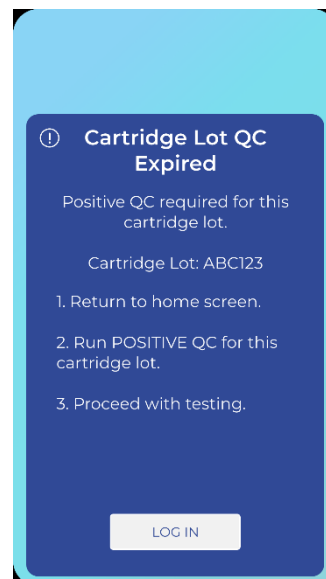 Cartridge Lot QC
Expired
Positive QC required for this
cartridge lot.
Cartridge Lot: ABC123
1. Return to home screen.
2. Run POSITIVE QC for this
cartridge lot.
3. Proceed with testing.
LOG IN